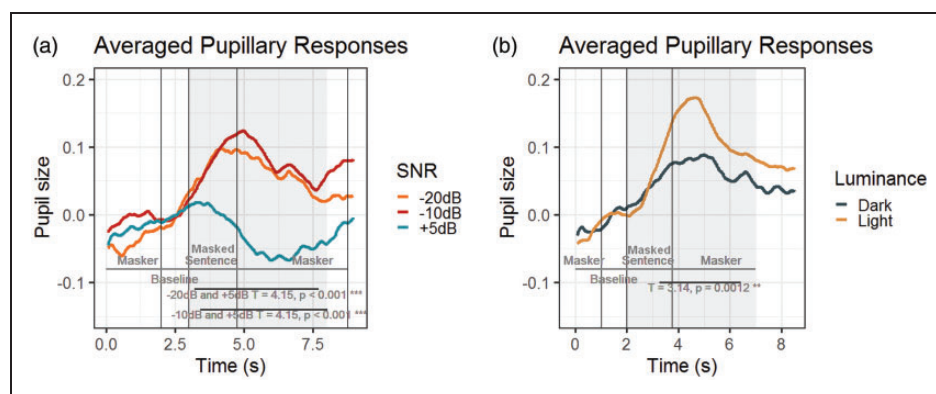 (a) Averaged Pupillary Responses
0.2
0.1
0.0
-0.1
Pupil size
Masker
Masked
Sentence
Masker
Baseline
-20dB and +5dB T = 4.15, p < 0.001 ***
-10dB and +5dB T = 4.15, p < 0.001 ***
0.0 2.5 5.0 7.5
Time (s)
SNR
-20dB
-10dB
+5dB
(b) Averaged Pupillary Responses
0.2
0.1
0.0
-0.1
Pupil size
Masker
Masked
Sentence
Masker
Baseline
T = 3.14, p = 0.0012 **
0 2 4 6 8
Time (s)
Luminance
Dark
Light